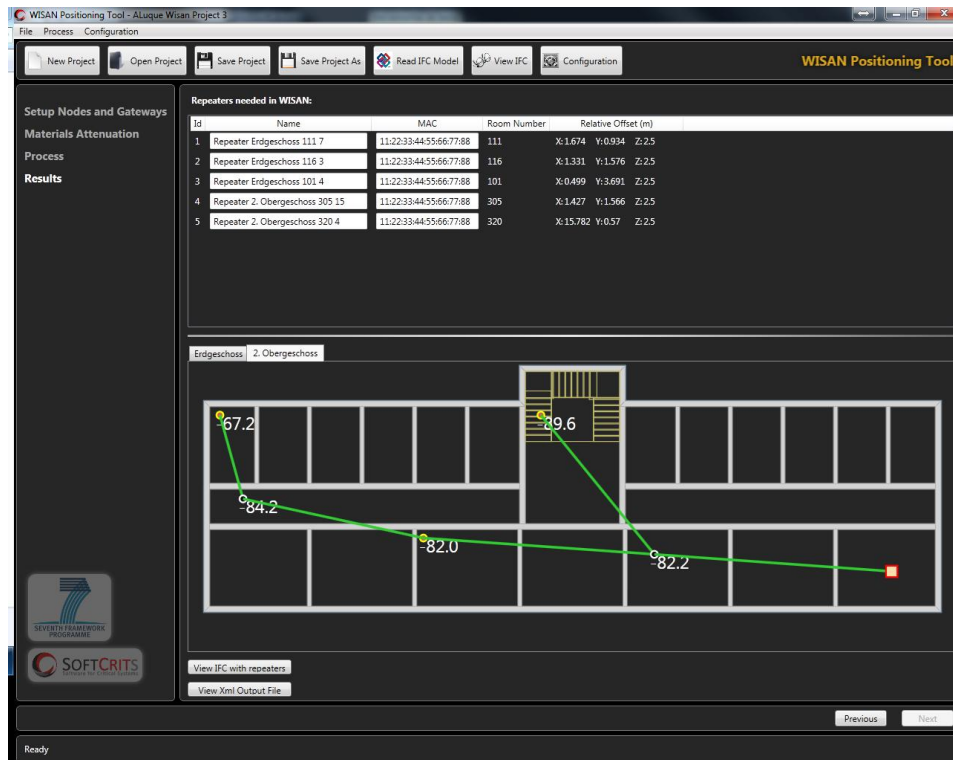 WISAN Positioning Tool - ALuque Wisan Project 3
File Process Configuration
New Project Open Project Save Project Save Project As Read IFC Model View IFC Configuration WISAN Positioning Tool
Setup Nodes and Gateways
Materials Attenuation
Process
Results
Repeaters needed in WISAN:
Id Name MAC Room Number Relative Offset (m)
1 Repeater Erdgeschoss 111 7 11:22:33:44:55:66:77:88 111 X: 1.674 Y: 0.934 Z: 2.5
2 Repeater Erdgeschoss 116 3 11:22:33:44:55:66:77:88 116 X: 1.331 Y: 1.576 Z: 2.5
3 Repeater Erdgeschoss 101 4 11:22:33:44:55:66:77:88 101 X: 0.499 Y: 3.691 Z: 2.5
4 Repeater 2. Obergeschoss 305 15 11:22:33:44:55:66:77:88 305 X: 1.427 Y: 1.566 Z: 2.5
5 Repeater 2. Obergeschoss 320 4 11:22:33:44:55:66:77:88 320 X: 15.782 Y: 0.57 Z: 2.5
Erdgeschoss 2. Obergeschoss
-67.2 -89.6
-84.2
-82.0
-82.2
7
SEVENTH FRAMEWORK
PROGRAMME
SOFTCRITS
Software for Critical Systems
View IFC with repeaters
View Xml Output File
Previous Next
Ready